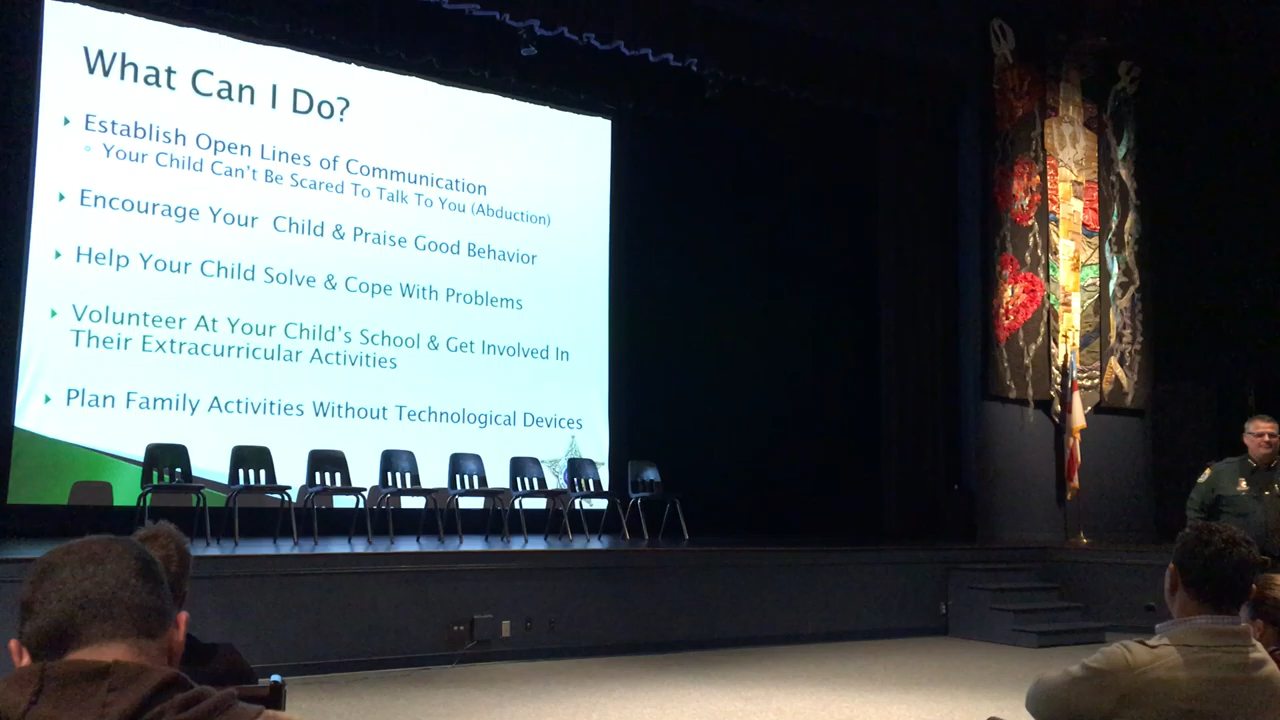 What Can I Do?
Establish Open Lines of Communication
Your Child Can't Be Scared To Talk To You (Abduction)
Encourage Your Child & Praise Good Behavior
Help Your Child Solve & Cope With Problems
Volunteer At Your Child's School & Get Involved In
Their Extracurricular Activities
Plan Family Activities Without Technological Devices